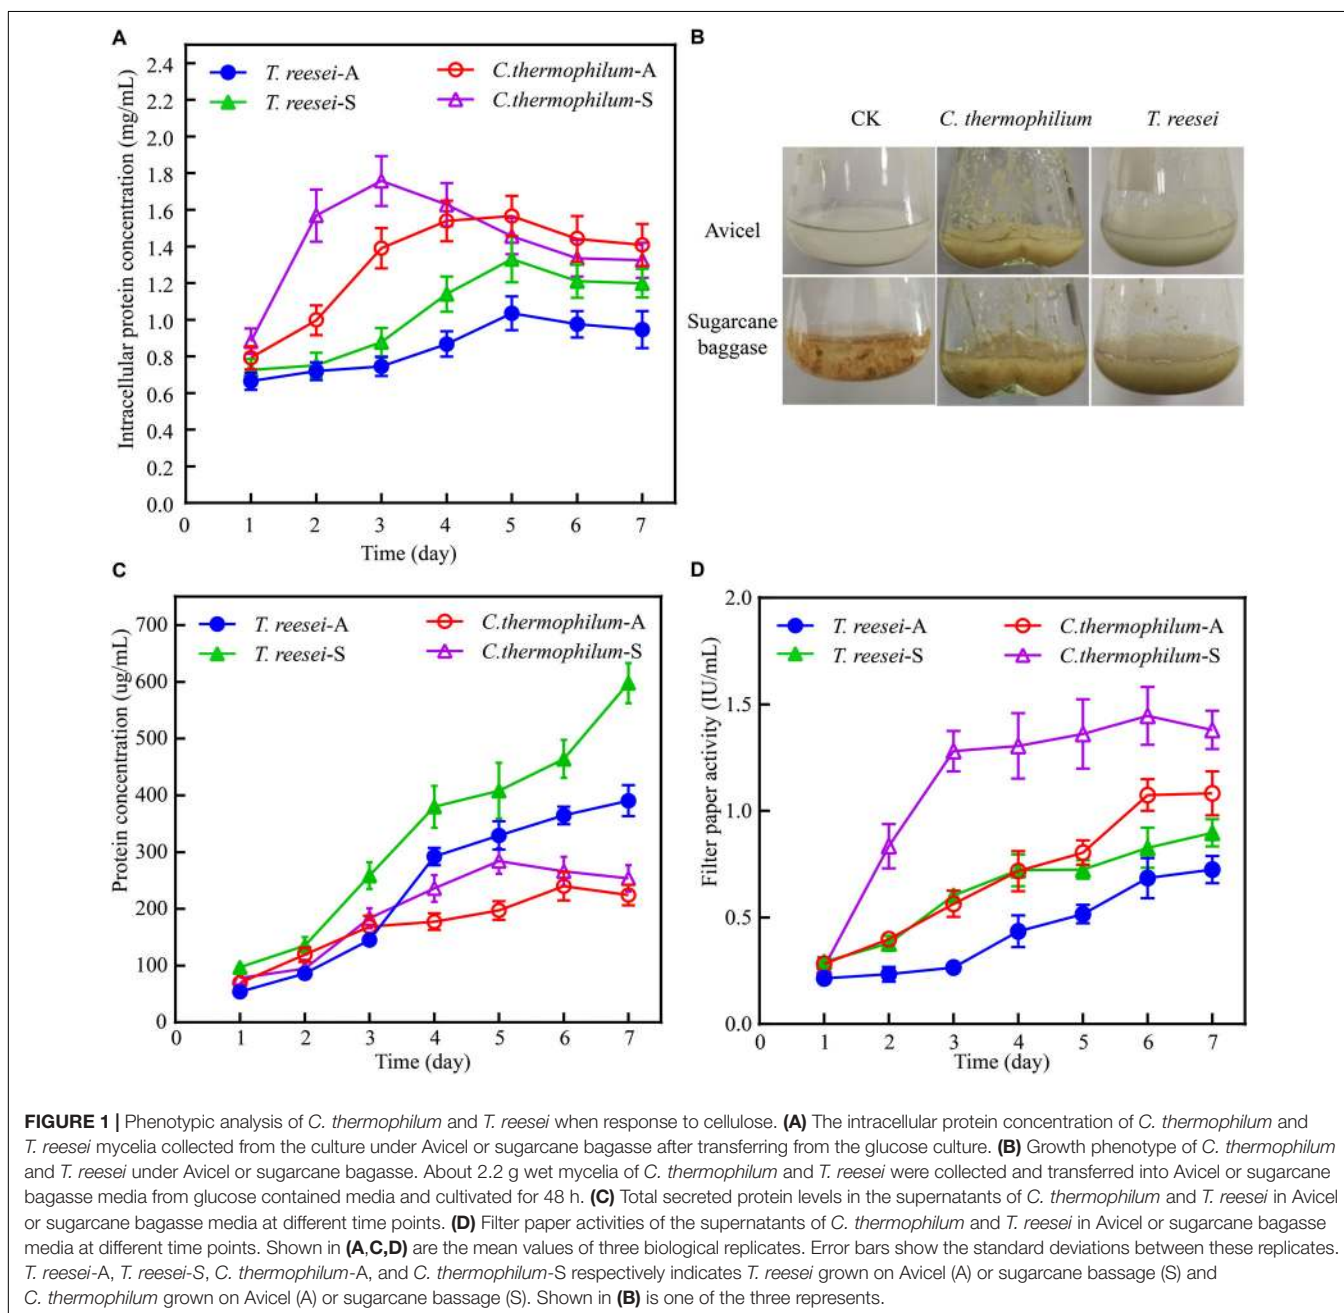 A
Intracellular protein concentration (mg/mL)
2.4
2.2
2.0
1.8
1.6
1.4
1.2
1.0
0.8
0.6
0.4
0.2
0.0
T. reesei-A
T. reesei-S
C.thermophilum-A
C.thermophilum-S
0 1 2 3 4 5 6 7
Time (day)
B
CK C. thermophilium T. reesei
Avicel
Sugarcane
baggase
C
Protein concentration (ug/mL)
700
600
500
400
300
200
100
0
T. reesei-A
T. reesei-S
C.thermophilum-A
C.thermophilum-S
0 1 2 3 4 5 6 7
Time (day)
D
Filter paper activity (IU/mL)
2.0
1.5
1.0
0.5
0.0
T. reesei-A
T. reesei-S
C.thermophilum-A
C.thermophilum-S
0 1 2 3 4 5 6 7
Time (day)
FIGURE 1 | Phenotypic analysis of C. thermophilum and T. reesei when response to cellulose. (A) The intracellular protein concentration of C. thermophilum and
T. reesei mycelia collected from the culture under Avicel or sugarcane bagasse after transferring from the glucose culture. (B) Growth phenotype of C. thermophilum
and T. reesei under Avicel or sugarcane bagasse. About 2.2 g wet mycelia of C. thermophilum and T. reesei were collected and transferred into Avicel or sugarcane
bagasse media from glucose contained media and cultivated for 48 h. (C) Total secreted protein levels in the supernatants of C. thermophilum and T. reesei in Avicel
or sugarcane bagasse media at different time points. (D) Filter paper activities of the supernatants of C. thermophilum and T. reesei in Avicel or sugarcane bagasse
media at different time points. Shown in (A,C,D) are the mean values of three biological replicates. Error bars show the standard deviations between these replicates.
T. reesei-A, T. reesei-S, C. thermophilum-A, and C. thermophilum-S respectively indicates T. reesei grown on Avicel (A) or sugarcane bassage (S) and
C. thermophilum grown on Avicel (A) or sugarcane bassage (S). Shown in (B) is one of the three represents.